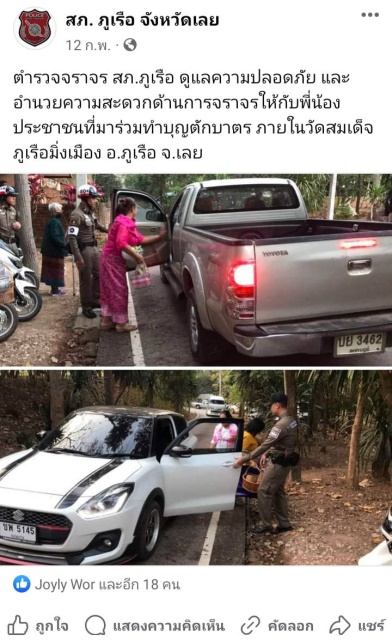 สภ. ภูเรือ จังหวัดเลย
12 ก.พ. ·
ตำรวจจราจร สภ.ภูเรือ ดูแลความปลอดภัย และ
อำนวยความสะดวกด้านการจราจรให้กับพี่น้อง
ประชาชนที่มาร่วมทำบุญตักบาตร ภายในวัดสมเด็จ
ภูเรือมิ่งเมือง อ.ภูเรือ จ.เลย
TOYOTA
บย 3462
บพ 5145
Joyly Wor และอีก 18 คน
ถูกใจ แสดงความคิดเห็น คัดลอก แชร์